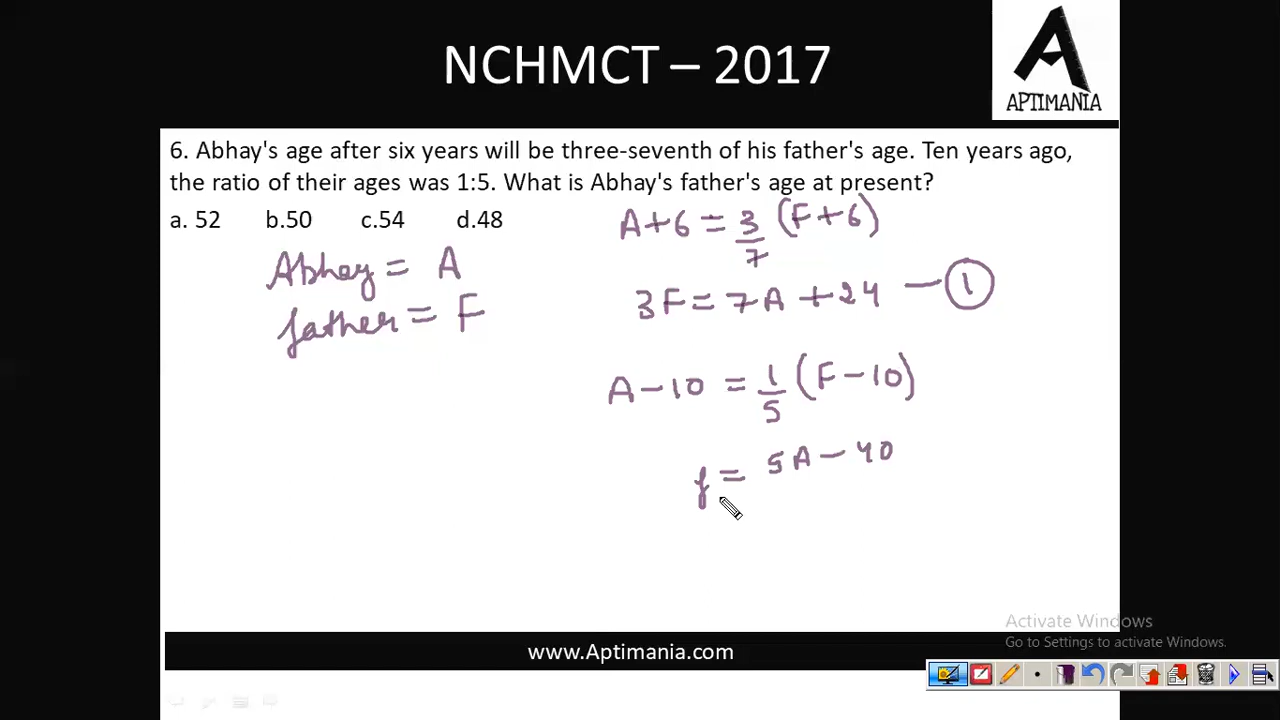 NCHMCT – 2017
A
APTIMANIA
6. Abhay's age after six years will be three-seventh of his father's age. Ten years ago,
the ratio of their ages was 1:5. What is Abhay's father's age at present?
a. 52 b.50 c.54 d.48
Abhay = A
father = F
A+6 = 3/7 (F+6)
3F = 7A + 24 — 1
A – 10 = 1/5 (F – 10)
f = 5A – 40
www.Aptimania.com
Activate Windows
Go to Settings to activate Windows.